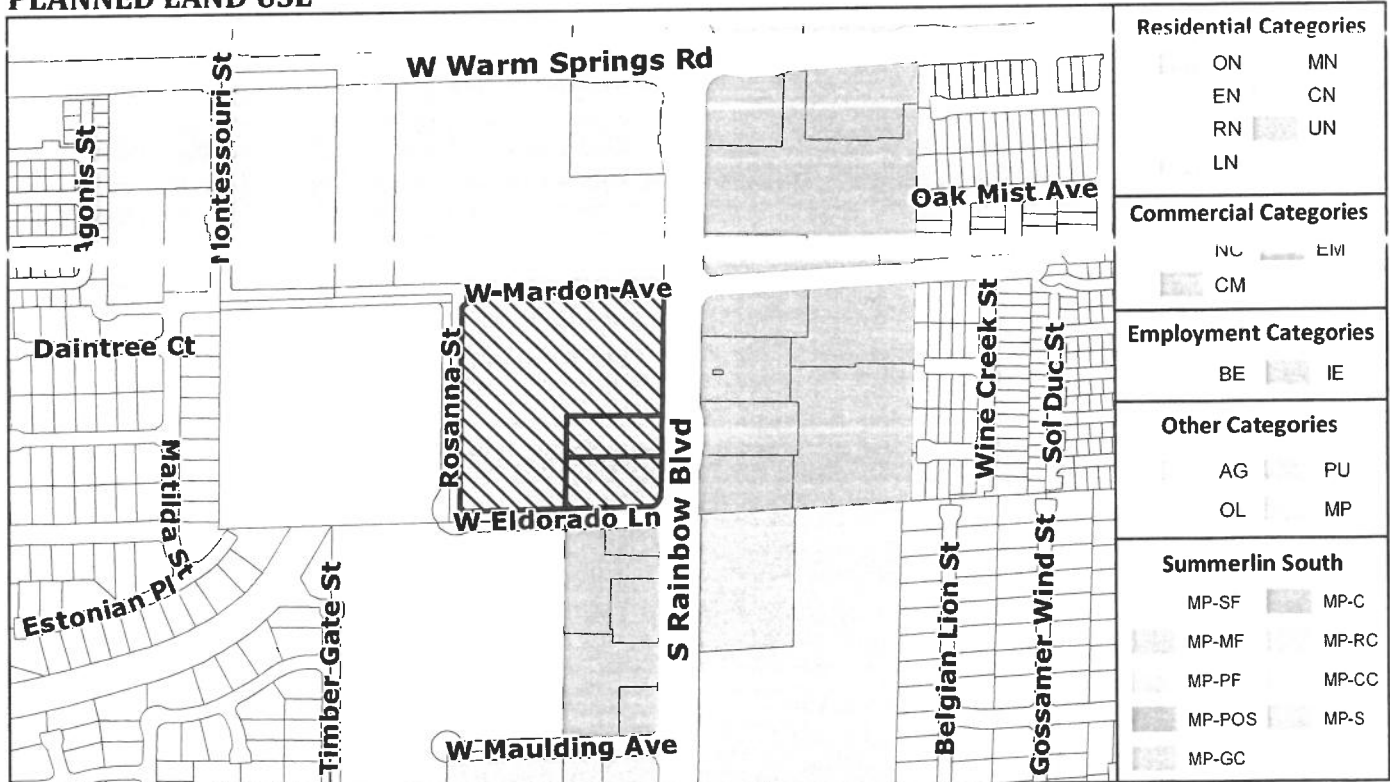 PLANNED LAND USE
W Warm Springs Rd
Montessouri St
Agonis St
Oak Mist Ave
W Mardon Ave
Daintree Ct
Rosanna St
Wine Creek St
Sol Duc St
Matilda St
S Rainbow Blvd
W Eldorado Ln
Estonian Pl
Timber Gate St
Belgian Lion St
Gossamer Wind St
W Maulding Ave
Residential Categories
ON MN
EN CN
RN UN
LN
Commercial Categories
NC EM
CM
Employment Categories
BE IE
Other Categories
AG PU
OL MP
Summerlin South
MP-SF MP-C
MP-MF MP-RC
MP-PF MP-CC
MP-POS MP-S
MP-GC